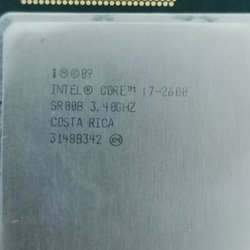 i®©09
INTEL® CORE™ i7-2600
SR00B 3.40GHZ
COSTA RICA
3148B342 e4